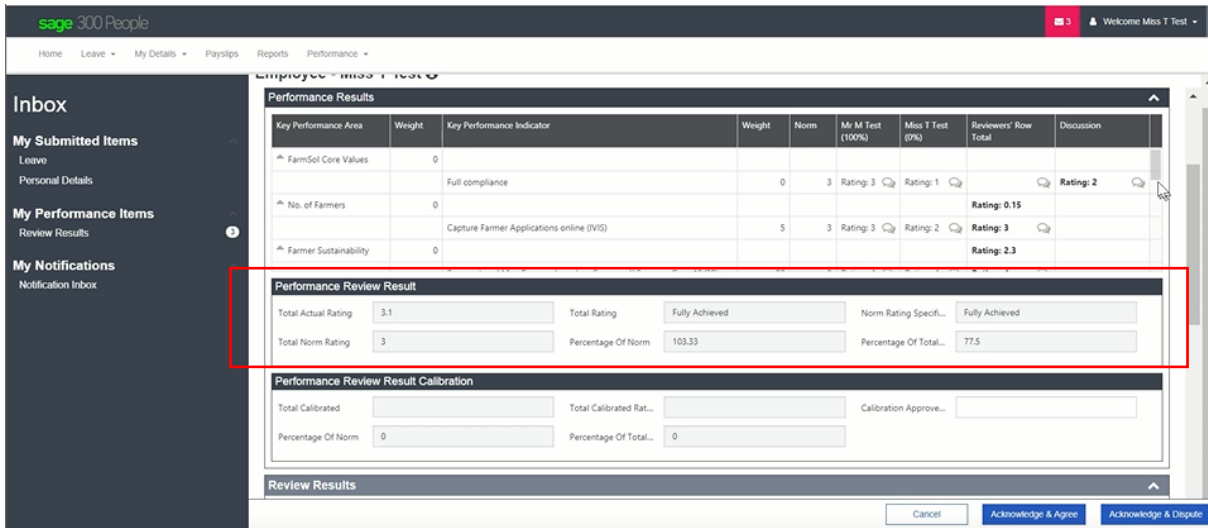 sage 300 People
3
Welcome Miss T Test
Home Leave My Details Payslips Reports Performance
Employee - Miss T Test
Inbox
My Submitted Items
Leave
Personal Details
My Performance Items
Review Results 3
My Notifications
Notification Inbox
Performance Results
Key Performance Area Weight Key Performance Indicator Weight Norm Mr M Test (100%) Miss T Test (0%) Reviewers' Row Total Discussion
FarmSol Core Values 0
Full compliance 0 3 Rating: 3 Rating: 1 Rating: 2
No. of Farmers 0 Rating: 0.15
Capture Farmer Applications online (IVIS) 5 3 Rating: 3 Rating: 2 Rating: 3
Farmer Sustainability 0 Rating: 2.3
Performance Review Result
Total Actual Rating 3.1 Total Rating Fully Achieved Norm Rating Specifi... Fully Achieved
Total Norm Rating 3 Percentage Of Norm 103.33 Percentage Of Total... 77.5
Performance Review Result Calibration
Total Calibrated Total Calibrated Rat... Calibration Approve...
Percentage Of Norm 0 Percentage Of Total... 0
Review Results
Cancel Acknowledge & Agree Acknowledge & Dispute